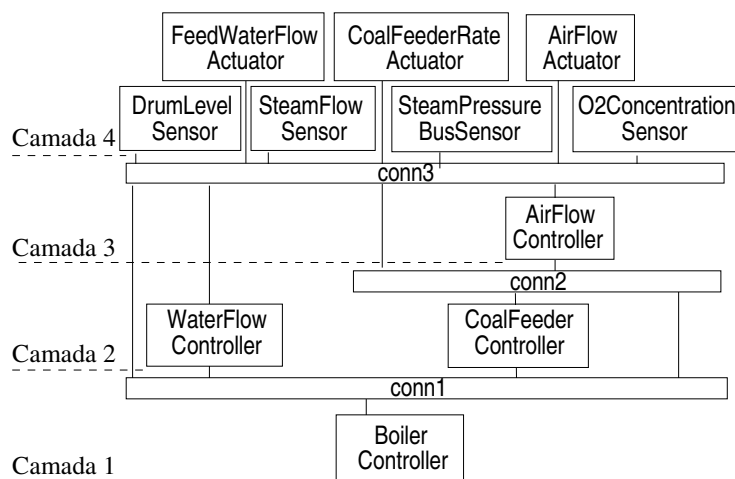 FeedWaterFlow
Actuator
CoalFeederRate
Actuator
AirFlow
Actuator
DrumLevel
Sensor
SteamFlow
Sensor
SteamPressure
BusSensor
O2Concentration
Sensor
Camada 4
conn3
AirFlow
Controller
Camada 3
conn2
WaterFlow
Controller
CoalFeeder
Controller
Camada 2
conn1
Boiler
Controller
Camada 1